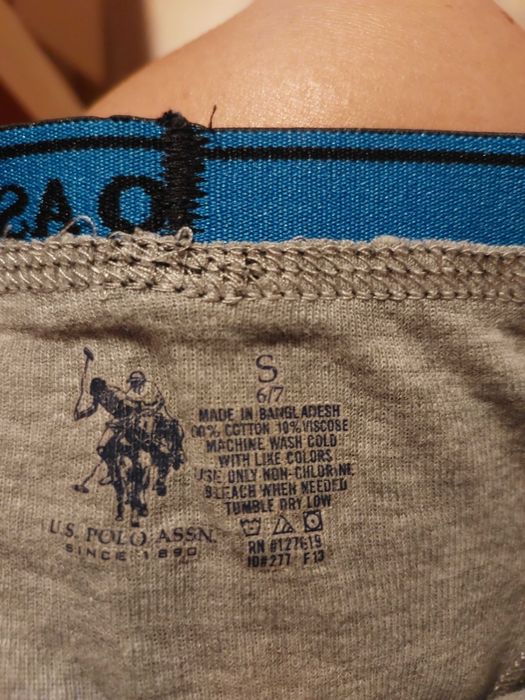 S
6/7
MADE IN BANGLADESH
90% COTTON 10% VISCOSE
MACHINE WASH COLD
WITH LIKE COLORS
USE ONLY NON-CHLORINE
BLEACH WHEN NEEDED
TUMBLE DRY LOW
RN #127619
ID#277 F13
U.S. POLO ASSN.
SINCE 1890